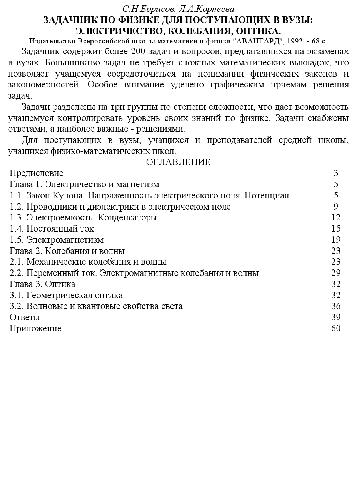 С.Н.Борисов, Л.А.Корнеева
ЗАДАЧНИК ПО ФИЗИКЕ ДЛЯ ПОСТУПАЮЩИХ В ВУЗЫ:
ЭЛЕКТРИЧЕСТВО, КОЛЕБАНИЯ, ОПТИКА.
"АВАНГАРД", - 65 с.
Задачник содержит более 200 задач и вопросов, предлагавшихся на экзаменах
в вузах. Большинство задач не требует сложных математических выкладок, что
позволяет учащемуся сосредоточиться на понимании физических законов и
закономерностей. Особое внимание уделено графическим приемам решения
задач.
Задачи разделены на три группы по степени сложности, что даст возможность
учащемуся контролировать уровень своих знаний по физике. Задачи снабжены
ответами, а наиболее важные - решениями.
Для поступающих в вузы, учащихся и преподавателей средней школы,
учащихся физико-математических школ.
ОГЛАВЛЕНИЕ
Предисловие 3
Глава 1. Электричество и магнетизм 5
1.1. Закон Кулона. Напряженность электрического поля. Потенциал 5
1.2. Проводники и диэлектрики в электрическом поле 9
1.3. Электроемкость. Конденсаторы 12
1.4. Постоянный ток 15
1.5. Электромагнетизм 19
Глава 2. Колебания и волны 23
2.1. Механические колебания и волны 23
2.2. Переменный ток. Электромагнитные колебания и волны 29
Глава 3. Оптика 32
3.1. Геометрическая оптика 32
3.2. Волновые и квантовые свойства света 36
Ответы 39
Приложение 60